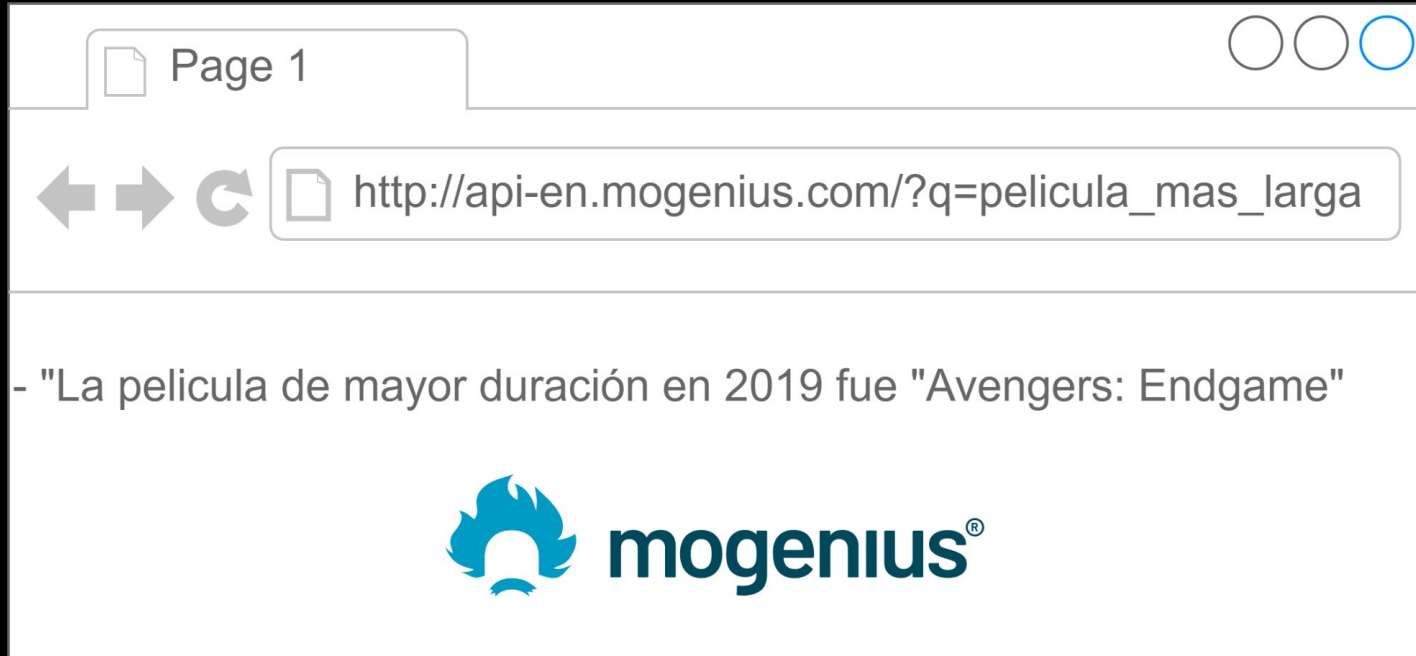 Page 1
http://api-en.mogenius.com/?q=pelicula_mas_larga
- "La pelicula de mayor duración en 2019 fue "Avengers: Endgame"
mogenius®